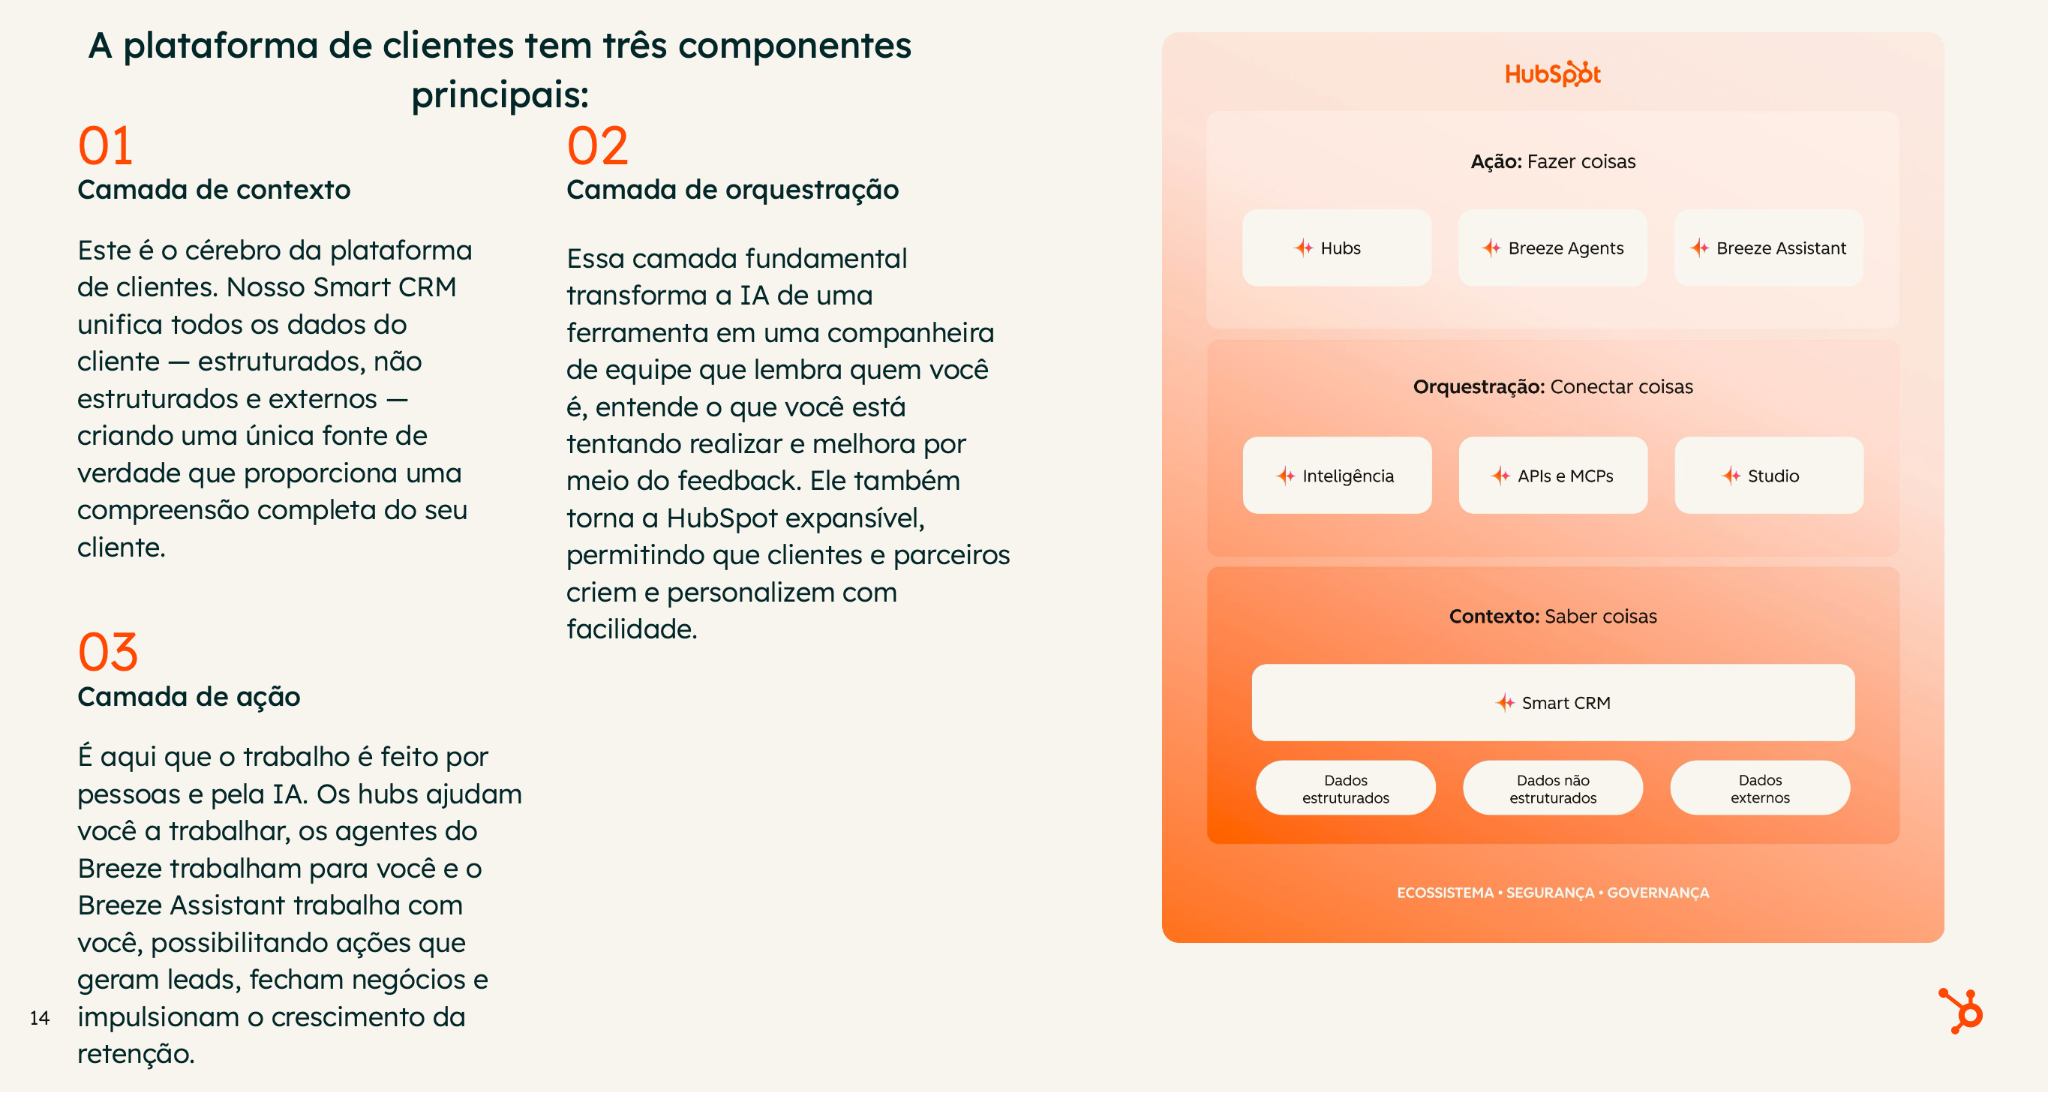 A plataforma de clientes tem três componentes
principais:
01
Camada de contexto
Este é o cérebro da plataforma
de clientes. Nosso Smart CRM
unifica todos os dados do
cliente — estruturados, não
estruturados e externos —
criando uma única fonte de
verdade que proporciona uma
compreensão completa do seu
cliente.
02
Camada de orquestração
Essa camada fundamental
transforma a IA de uma
ferramenta em uma companheira
de equipe que lembra quem você
é, entende o que você está
tentando realizar e melhora por
meio do feedback. Ele também
torna a HubSpot expansível,
permitindo que clientes e parceiros
criem e personalizem com
facilidade.
03
Camada de ação
É aqui que o trabalho é feito por
pessoas e pela IA. Os hubs ajudam
você a trabalhar, os agentes do
Breeze trabalham para você e o
Breeze Assistant trabalha com
você, possibilitando ações que
geram leads, fecham negócios e
impulsionam o crescimento da
retenção.
14
HubSpot
Ação: Fazer coisas
Hubs
Breeze Agents
Breeze Assistant
Orquestração: Conectar coisas
Inteligência
APIs e MCPs
Studio
Contexto: Saber coisas
Smart CRM
Dados
estruturados
Dados não
estruturados
Dados
externos
ECOSSISTEMA • SEGURANÇA • GOVERNANÇA